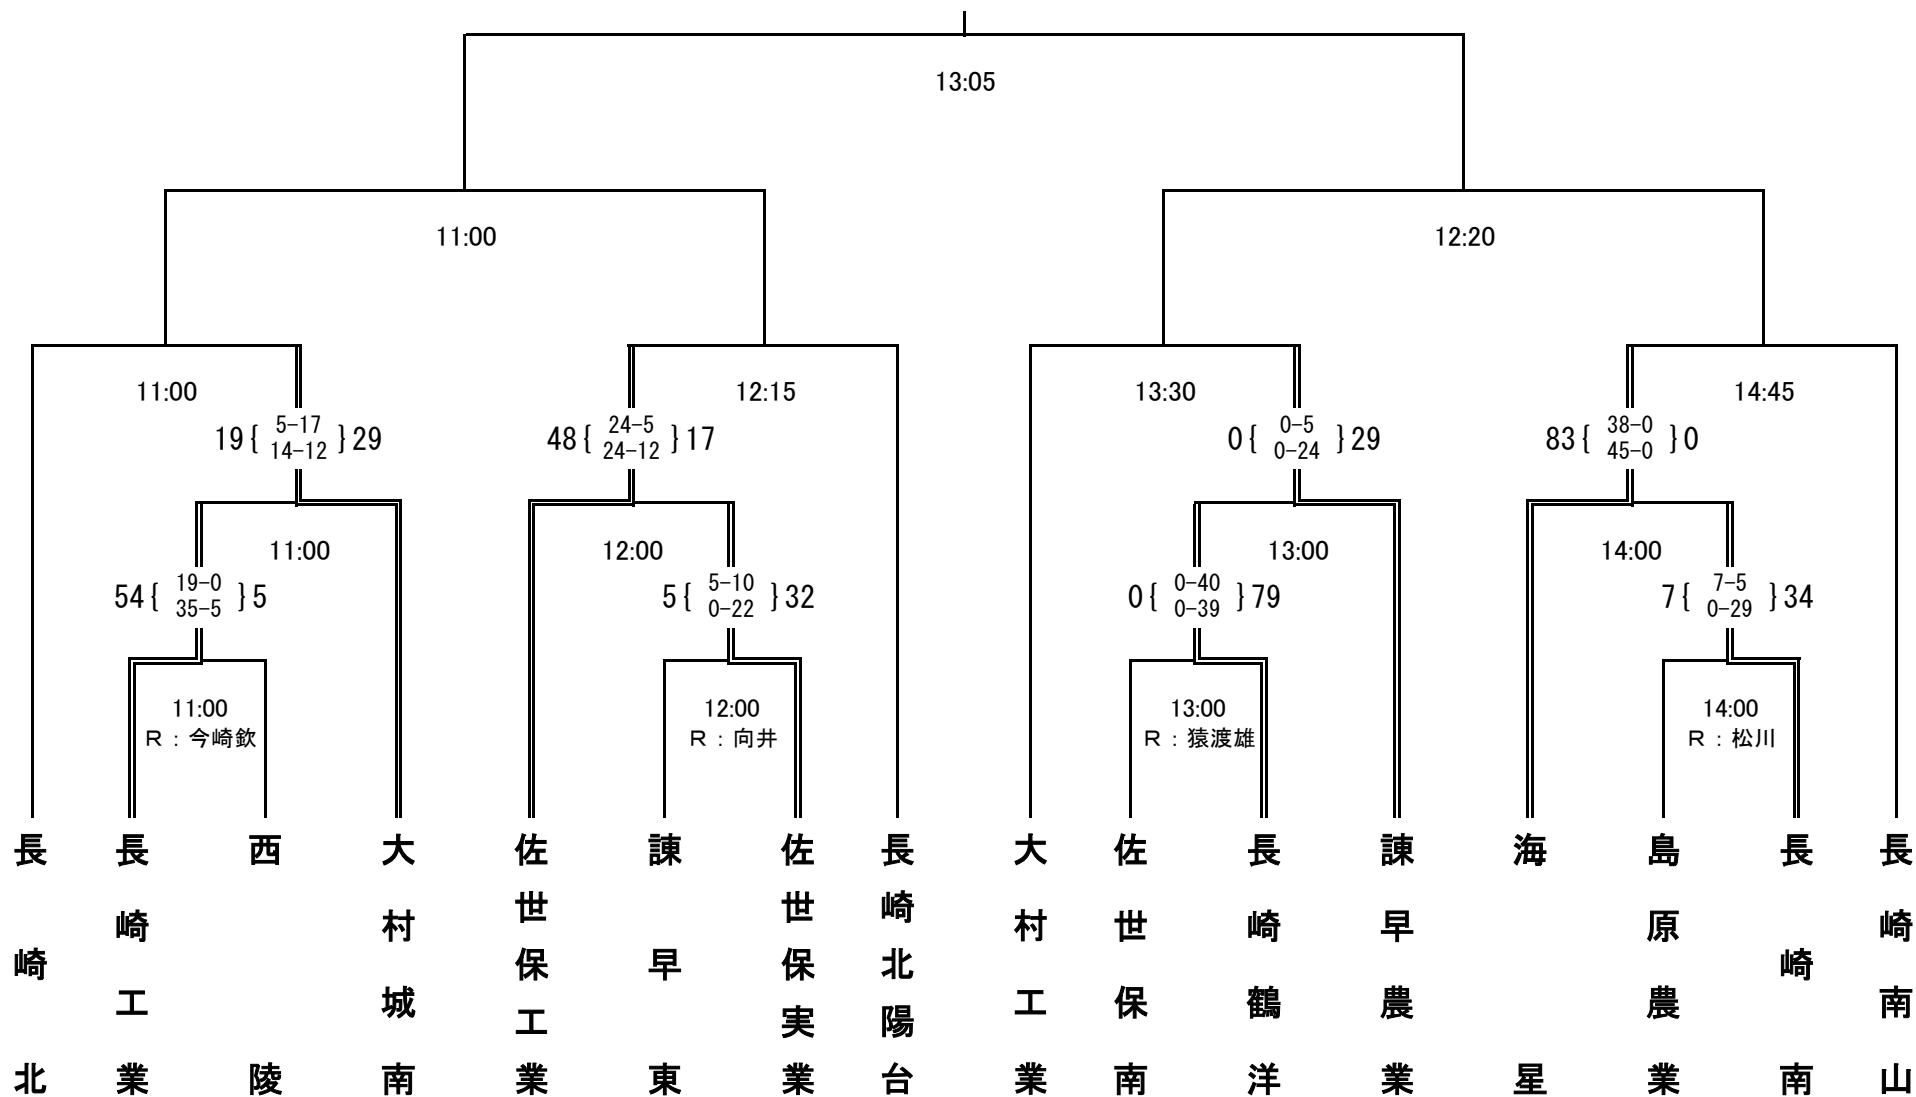 13:05
11:00
12:20
11:00
12:15
13:30
14:45
19{ 5-17 }29
14-12
48{ 24-5 }17
24-12
0{ 0-5 }29
0-24
83{ 38-0 }0
45-0
11:00
12:00
13:00
14:00
54{ 19-0 }5
35-5
5{ 5-10 }32
0-22
0{ 0-40 }79
0-39
7{ 7-5 }34
0-29
11:00
R：今崎欽
12:00
R：向井
13:00
R：猿渡雄
14:00
R：松川
長崎北
長崎工業
西陵
大村城南
佐世保工業
諫早東
佐世保実業
長崎北陽台
大村工業
佐世保南
長崎鶴洋
諫早農業
海星
島原農業
長崎南
長崎南山